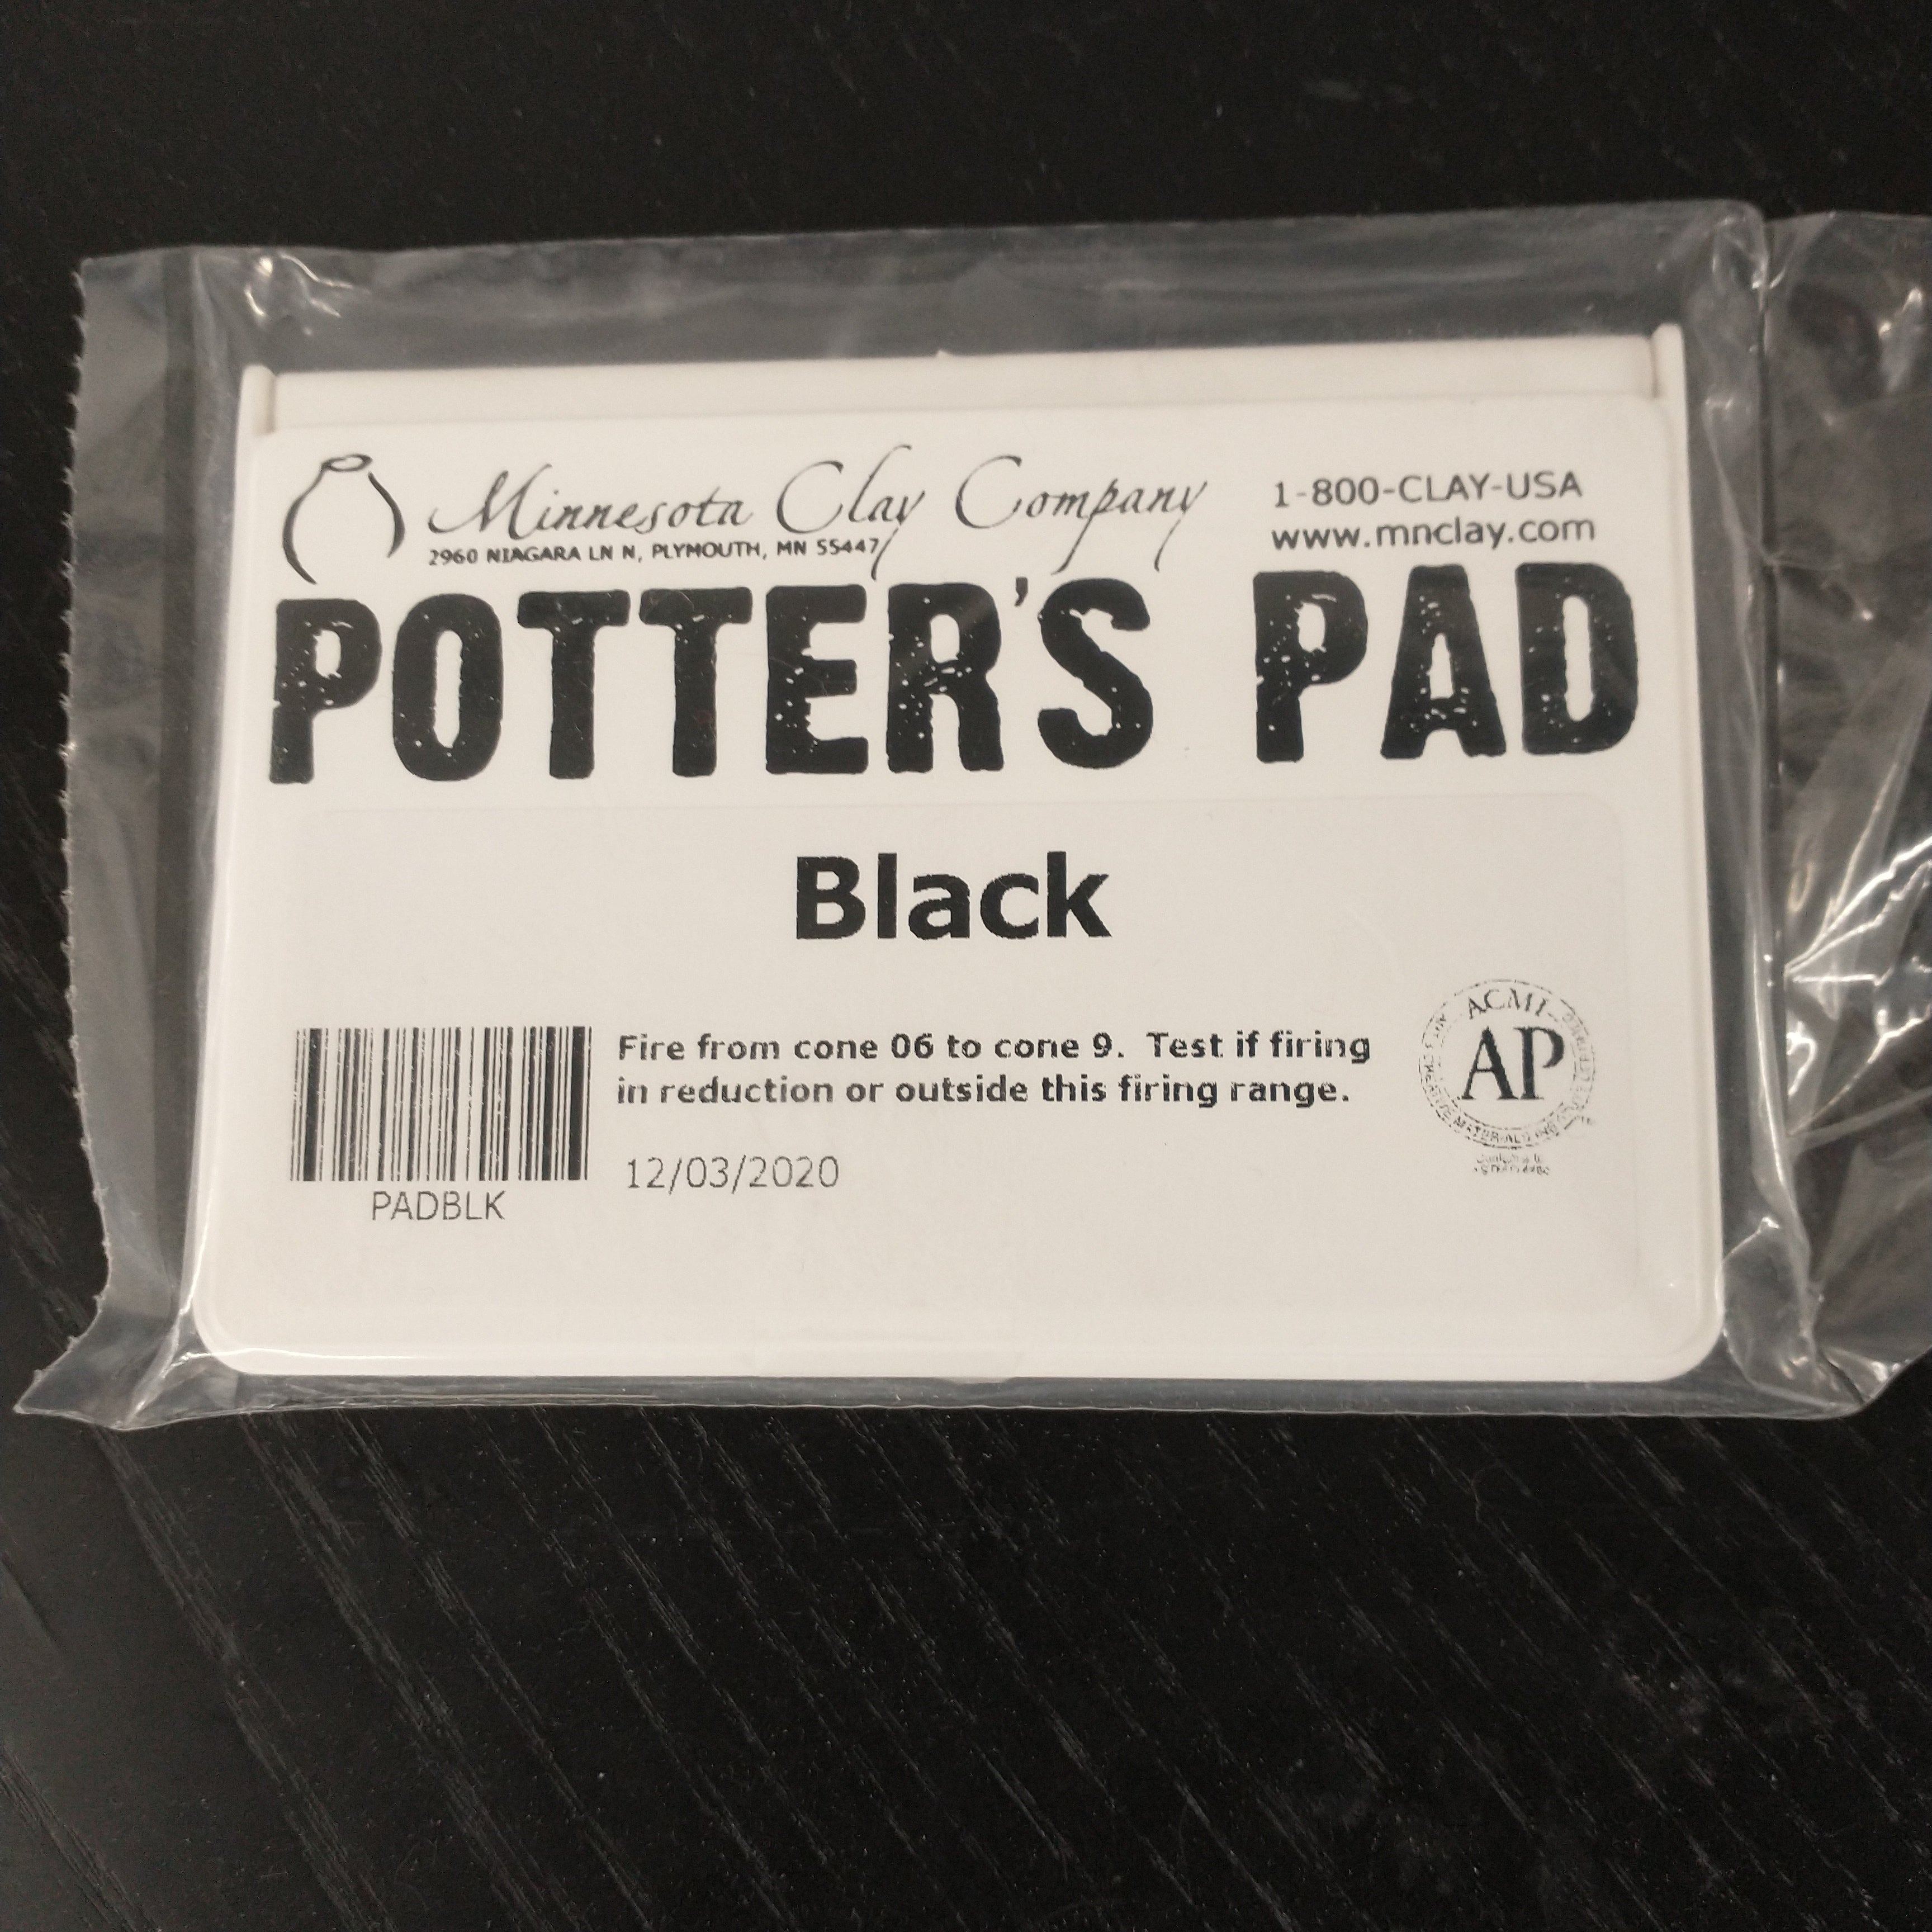 Minnesota Clay Company
2960 NIAGARA LN N, PLYMOUTH, MN 55447
1-800-CLAY-USA
www.mnclay.com
POTTER'S PAD
Black
Fire from cone 06 to cone 9. Test if firing
in reduction or outside this firing range.
12/03/2020
PADBLK
ACMI
AP